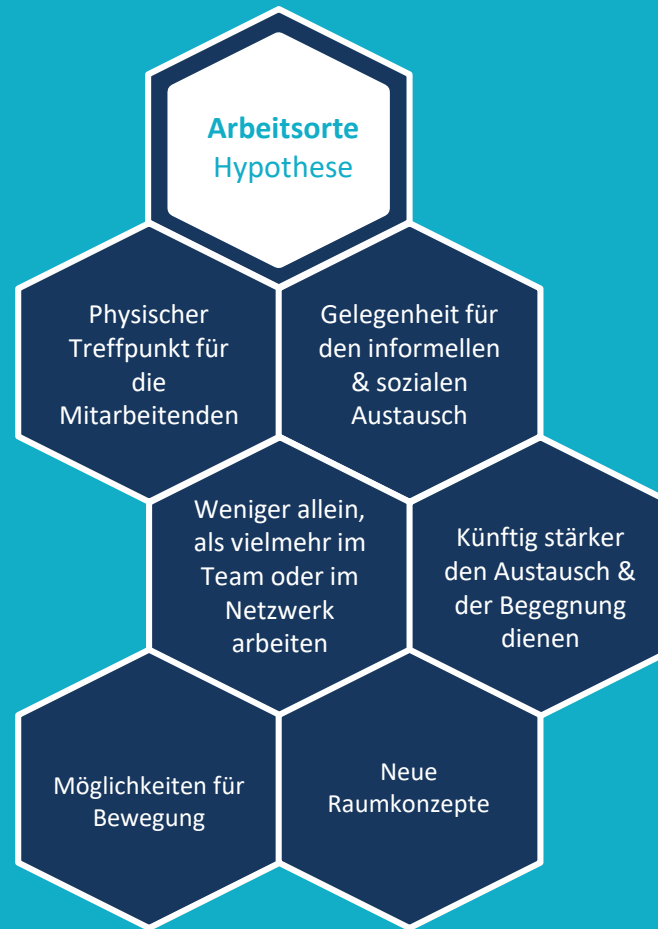 Arbeitsorte
Hypothese
Physischer
Treffpunkt für
die
Mitarbeitenden
Gelegenheit für
den informellen
& sozialen
Austausch
Weniger allein,
als vielmehr im
Team oder im
Netzwerk
arbeiten
Künftig stärker
den Austausch &
der Begegnung
dienen
Möglichkeiten für
Bewegung
Neue
Raumkonzepte